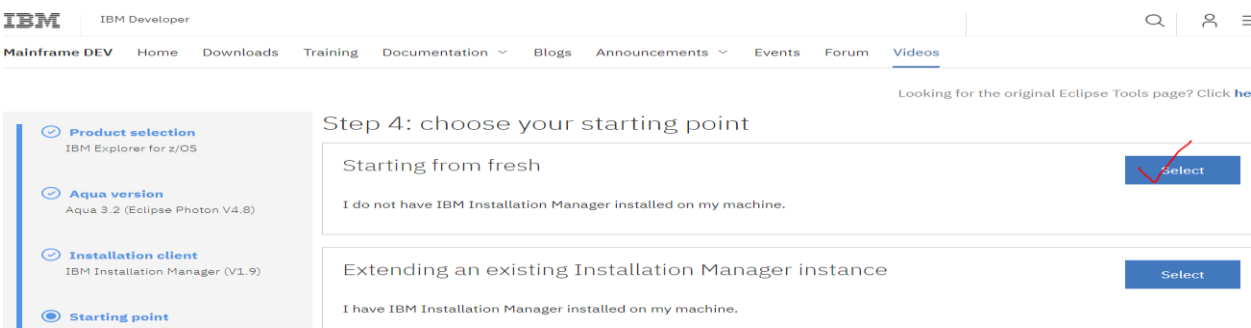 IBM IBM Developer
Mainframe DEV Home Downloads Training Documentation Blogs Announcements Events Forum Videos
Looking for the original Eclipse Tools page? Click he
Product selection
IBM Explorer for z/OS
Aqua version
Aqua 3.2 (Eclipse Photon V4.8)
Installation client
IBM Installation Manager (V1.9)
Starting point
Step 4: choose your starting point
Starting from fresh
Select
I do not have IBM Installation Manager installed on my machine.
Extending an existing Installation Manager instance
Select
I have IBM Installation Manager installed on my machine.